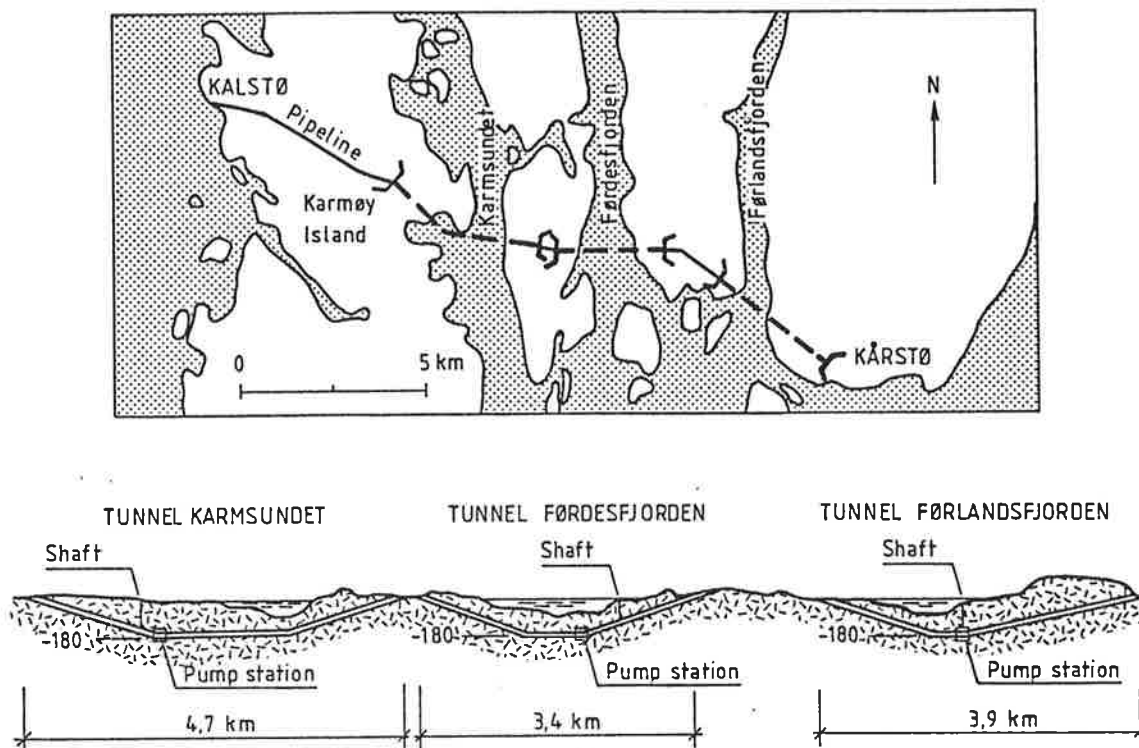 KALSTØ
Pipeline
Karmøy
Island
Karmsundet
Førdesfjorden
Førlandsfjorden
N
KÅRSTØ
0
5 km
TUNNEL KARMSUNDET
TUNNEL FØRDESFJORDEN
TUNNEL FØRLANDSFJORDEN
Shaft
Shaft
Shaft
-180
-180
-180
Pump station
Pump station
Pump station
4,7 km
3,4 km
3,9 km